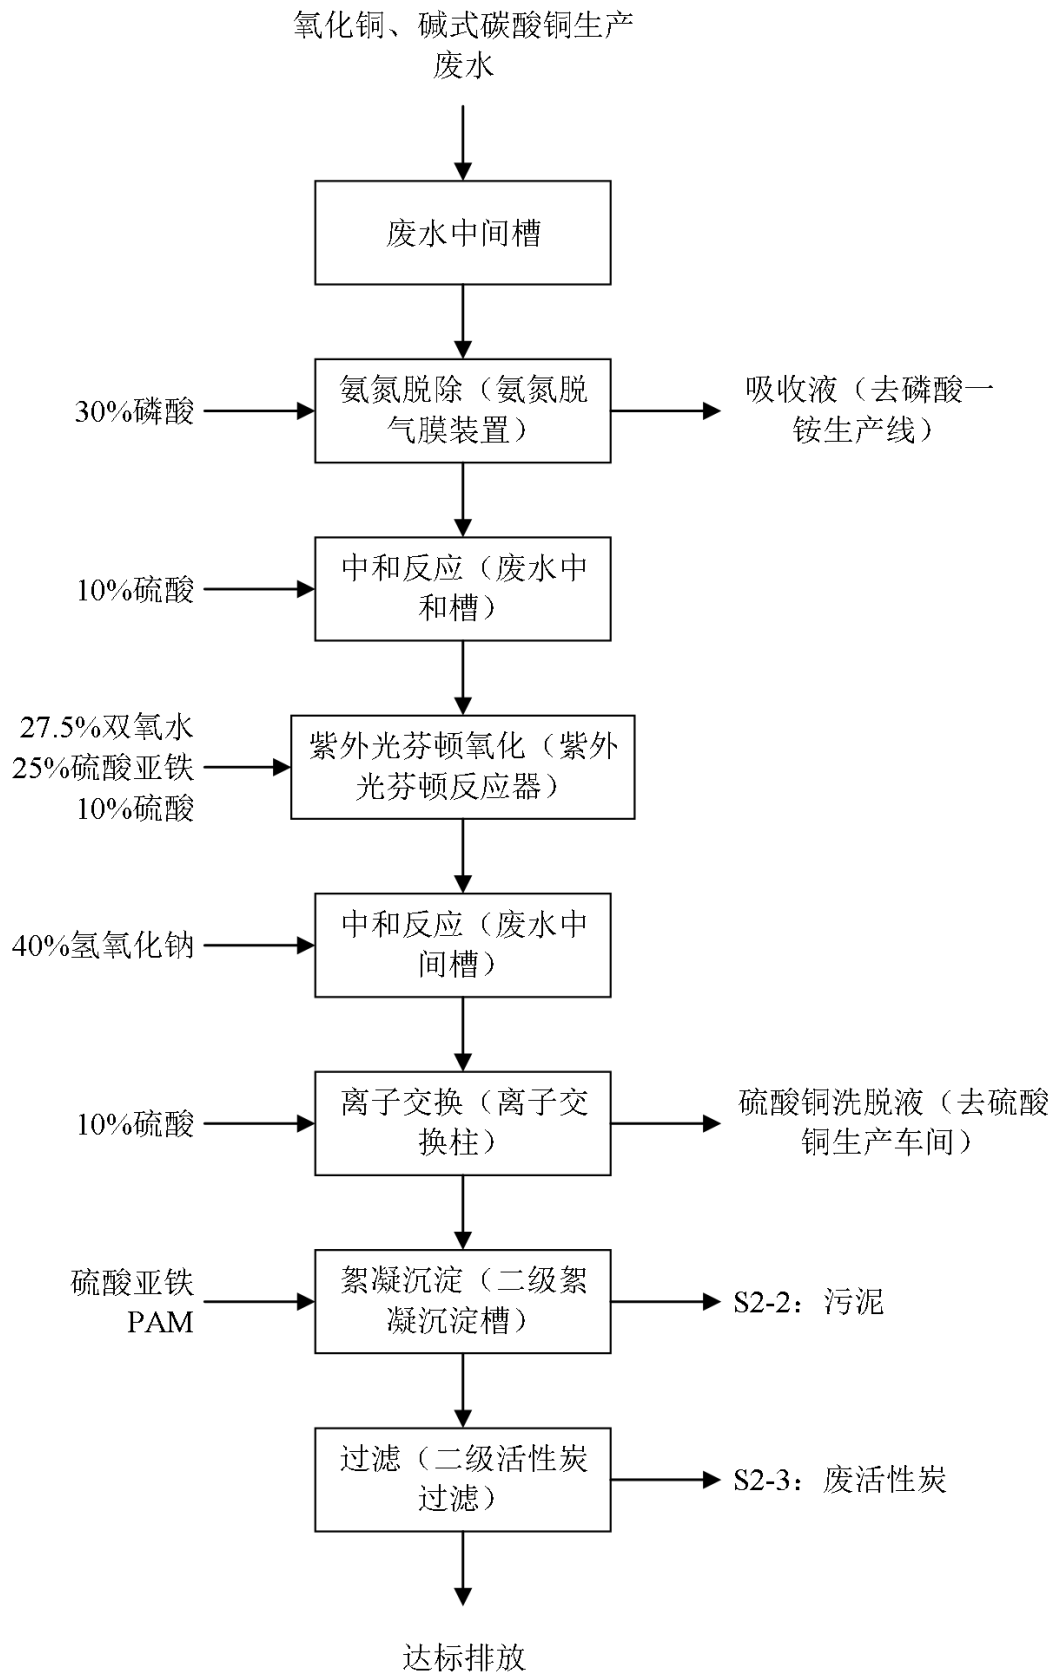 氧化铜、碱式碳酸铜生产
废水
废水中间槽
30%磷酸
氨氮脱除（氨氮脱
气膜装置）
吸收液（去磷酸一
铵生产线）
10%硫酸
中和反应（废水中
和槽）
27.5%双氧水
25%硫酸亚铁
10%硫酸
紫外光芬顿氧化（紫外
光芬顿反应器）
40%氢氧化钠
中和反应（废水中
间槽）
10%硫酸
离子交换（离子交
换柱）
硫酸铜洗脱液（去硫酸
铜生产车间）
硫酸亚铁
PAM
絮凝沉淀（二级絮
凝沉淀槽）
S2-2：污泥
过滤（二级活性炭
过滤）
S2-3：废活性炭
达标排放